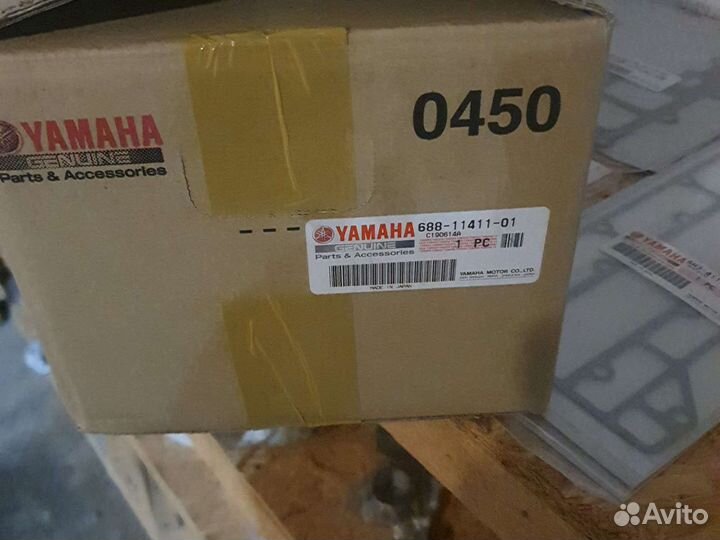 YAMAHA
GENUINE
Parts & Accessories
0450
YAMAHA
GENUINE
Parts & Accessories
688-11411-01
C190614A
1 PC
YAMAHA MOTOR CO.,LTD.
MADE IN JAPAN
YAMAHA
Avito